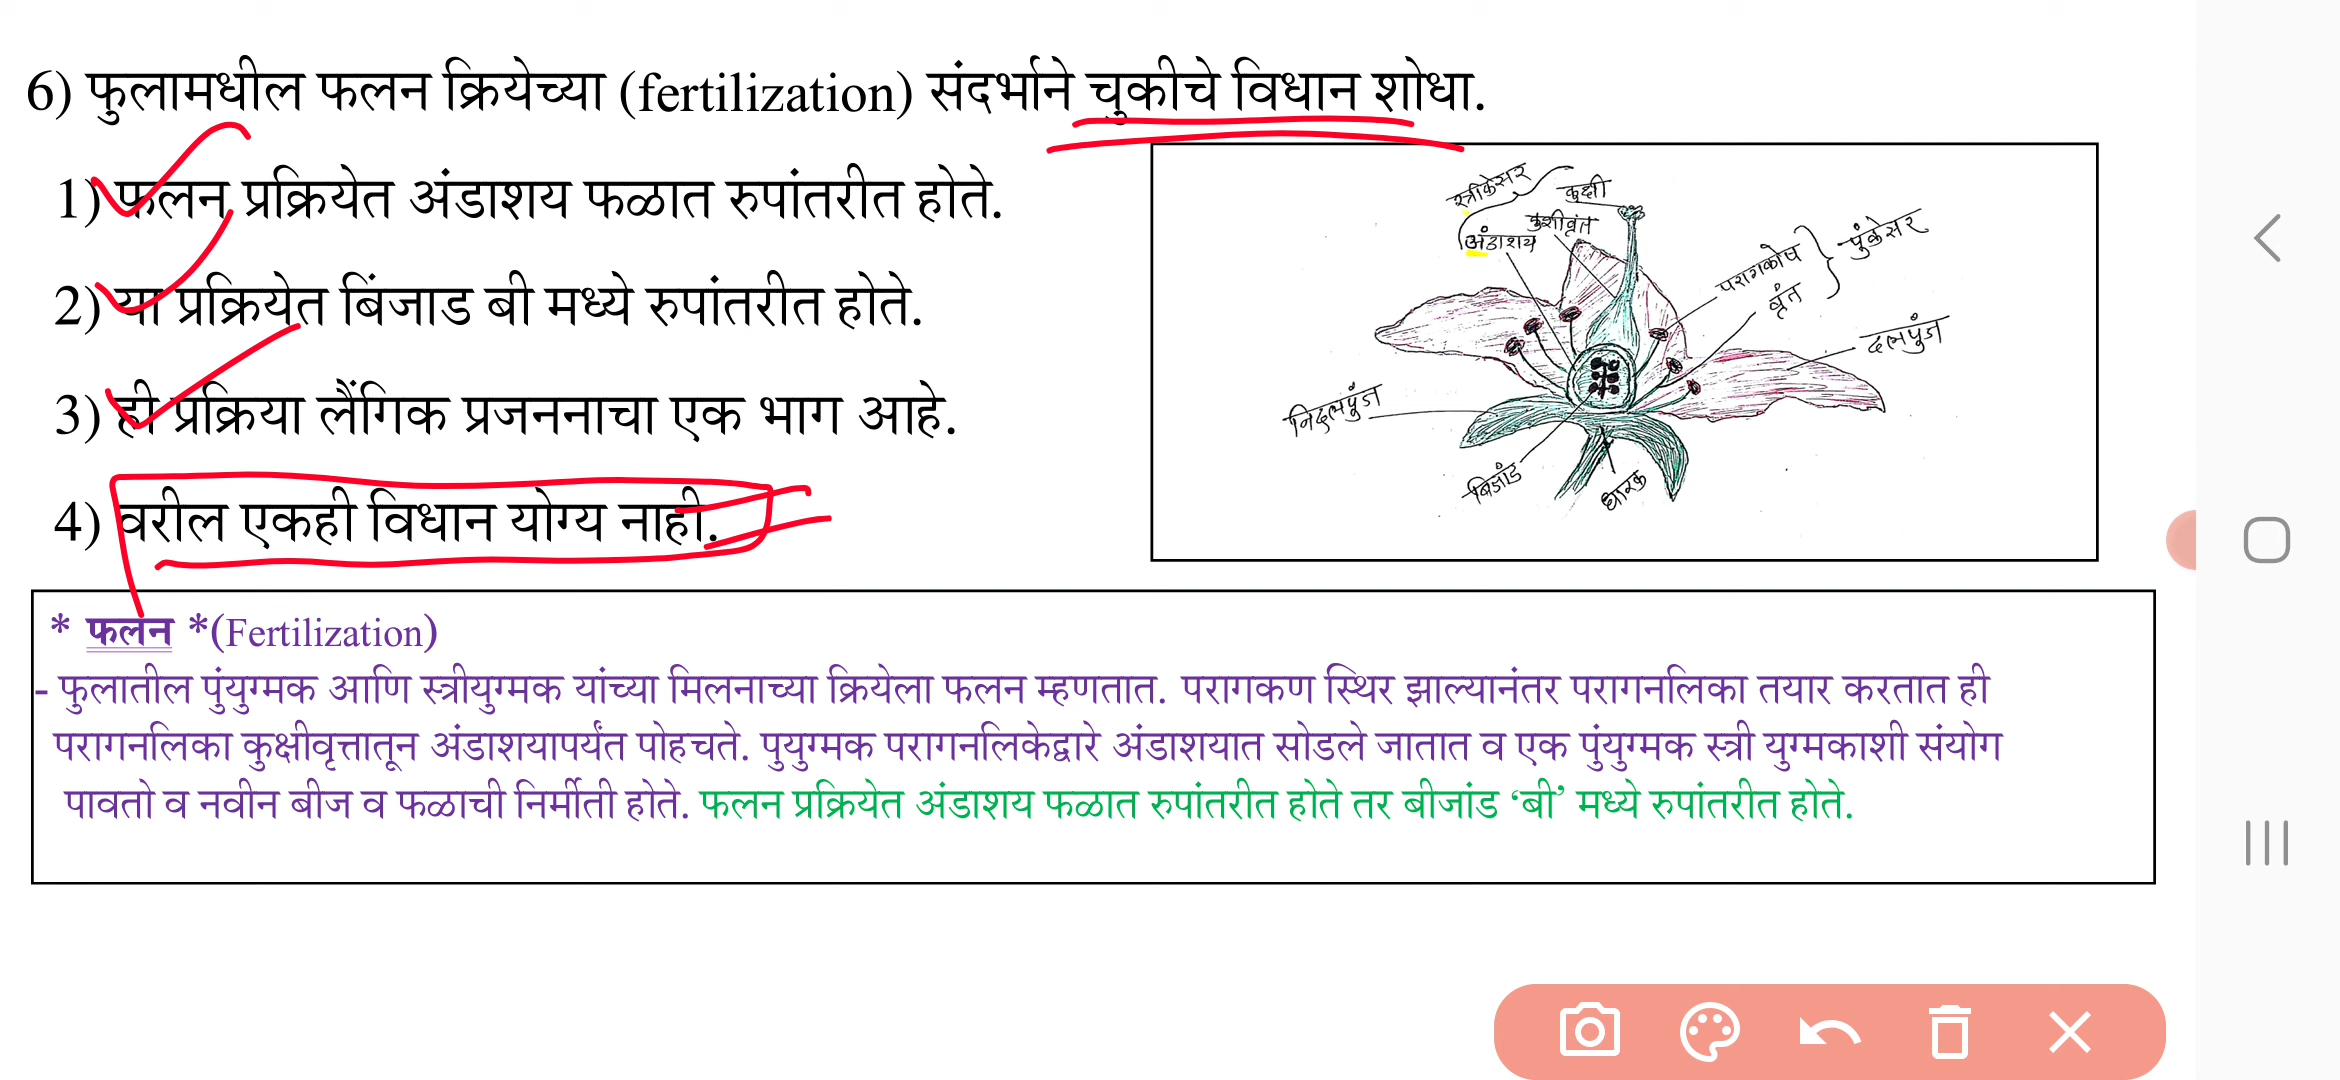 6) फुलामधील फलन क्रियेच्या (fertilization) संदर्भाने चुकीचे विधान शोधा.
1) फलन प्रक्रियेत अंडाशय फळात रुपांतरीत होते.
2) या प्रक्रियेत बिंजाड बी मध्ये रुपांतरीत होते.
3) ही प्रक्रिया लैंगिक प्रजननाचा एक भाग आहे.
4) वरील एकही विधान योग्य नाही.
स्त्रीकेसर
कुक्षी
कुक्षीवृंत
अंडाशय
परागकोष
पुंकेसर
वृंत
दलपुंज
निदलपुंज
बिजांड
धारक
* फलन *(Fertilization)
- फुलातील पुंयुग्मक आणि स्त्रीयुग्मक यांच्या मिलनाच्या क्रियेला फलन म्हणतात. परागकण स्थिर झाल्यानंतर परागनलिका तयार करतात ही
परागनलिका कुक्षीवृत्तातून अंडाशयापर्यंत पोहचते. पुयुग्मक परागनलिकेद्वारे अंडाशयात सोडले जातात व एक पुंयुग्मक स्त्री युग्मकाशी संयोग
पावतो व नवीन बीज व फळाची निर्मीती होते. फलन प्रक्रियेत अंडाशय फळात रुपांतरीत होते तर बीजांड ‘बी’ मध्ये रुपांतरीत होते.